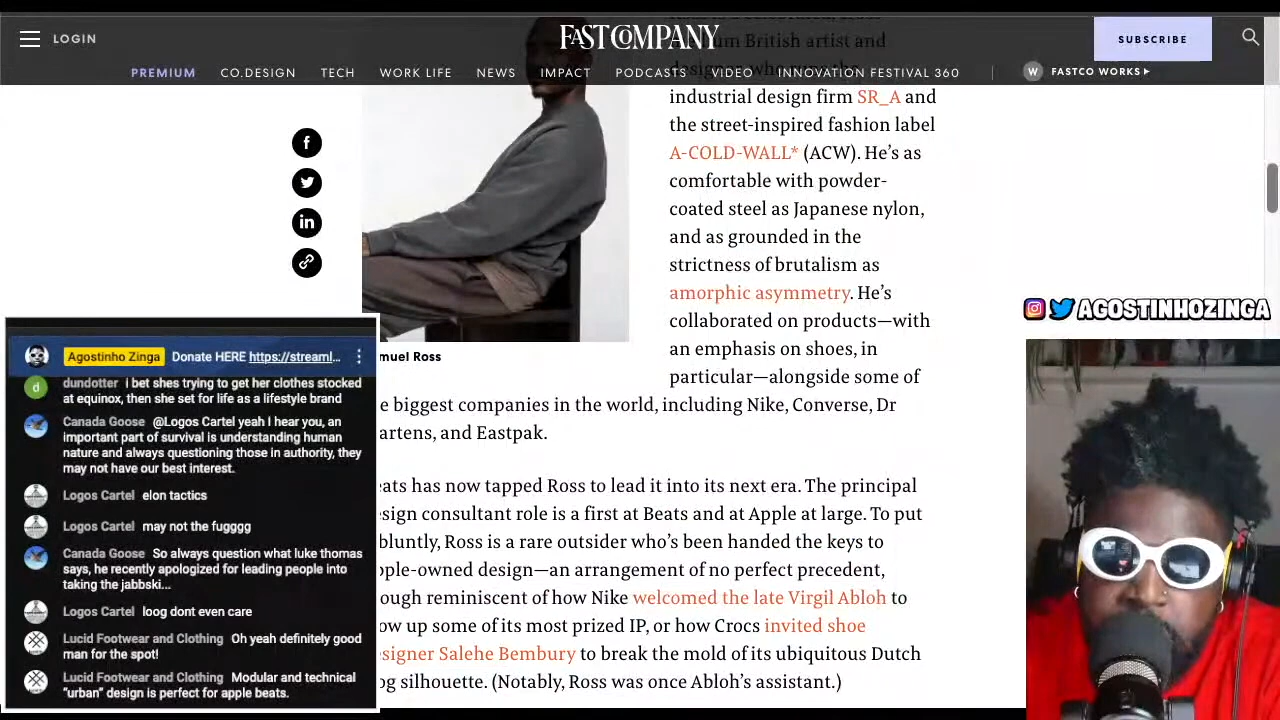 LOGIN
FAST COMPANY
SUBSCRIBE
PREMIUM CO.DESIGN TECH WORK LIFE NEWS IMPACT PODCASTS VIDEO INNOVATION FESTIVAL 360 W FASTCO WORKS
British artist and
industrial design firm SR_A and
the street-inspired fashion label
A-COLD-WALL* (ACW). He’s as
comfortable with powder-
coated steel as Japanese nylon,
and as grounded in the
strictness of brutalism as
amorphic asymmetry. He’s
collaborated on products—with
an emphasis on shoes, in
particular—alongside some of
e biggest companies in the world, including Nike, Converse, Dr
artens, and Eastpak.
muel Ross
eats has now tapped Ross to lead it into its next era. The principal
sign consultant role is a first at Beats and at Apple at large. To put
bluntly, Ross is a rare outsider who’s been handed the keys to
pple-owned design—an arrangement of no perfect precedent,
ough reminiscent of how Nike welcomed the late Virgil Abloh to
ow up some of its most prized IP, or how Crocs invited shoe
esigner Salehe Bembury to break the mold of its ubiquitous Dutch
og silhouette. (Notably, Ross was once Abloh’s assistant.)
Agostinho Zinga Donate HERE https://streaml...
d dundotter i bet shes trying to get her clothes stocked
at equinox, then she set for life as a lifestyle brand
Canada Goose @Logos Cartel yeah I hear you, an
important part of survival is understanding human
nature and always questioning those in authority, they
may not have our best interest.
Logos Cartel elon tactics
Logos Cartel may not the fugggg
Canada Goose So always question what luke thomas
says, he recently apologized for leading people into
taking the jabbski...
Logos Cartel loog dont even care
Lucid Footwear and Clothing Oh yeah definitely good
man for the spot!
Lucid Footwear and Clothing Modular and technical
“urban” design is perfect for apple beats.
AGOSTINHOZINGA